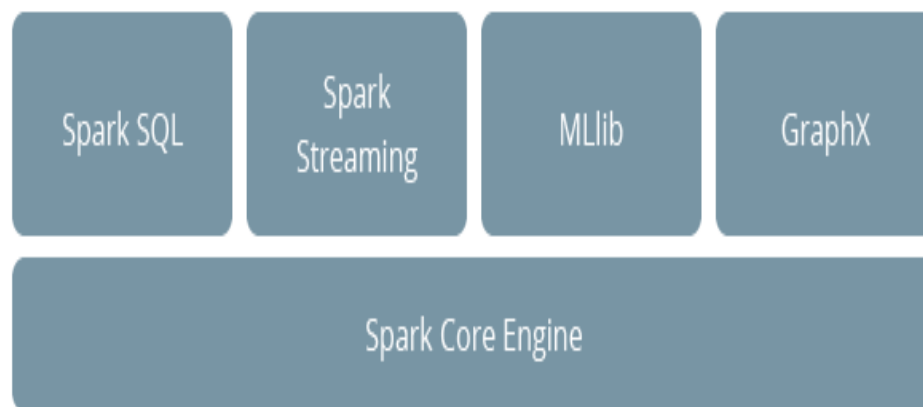 Spark SQL
Spark
Streaming
MLlib
GraphX
Spark Core Engine